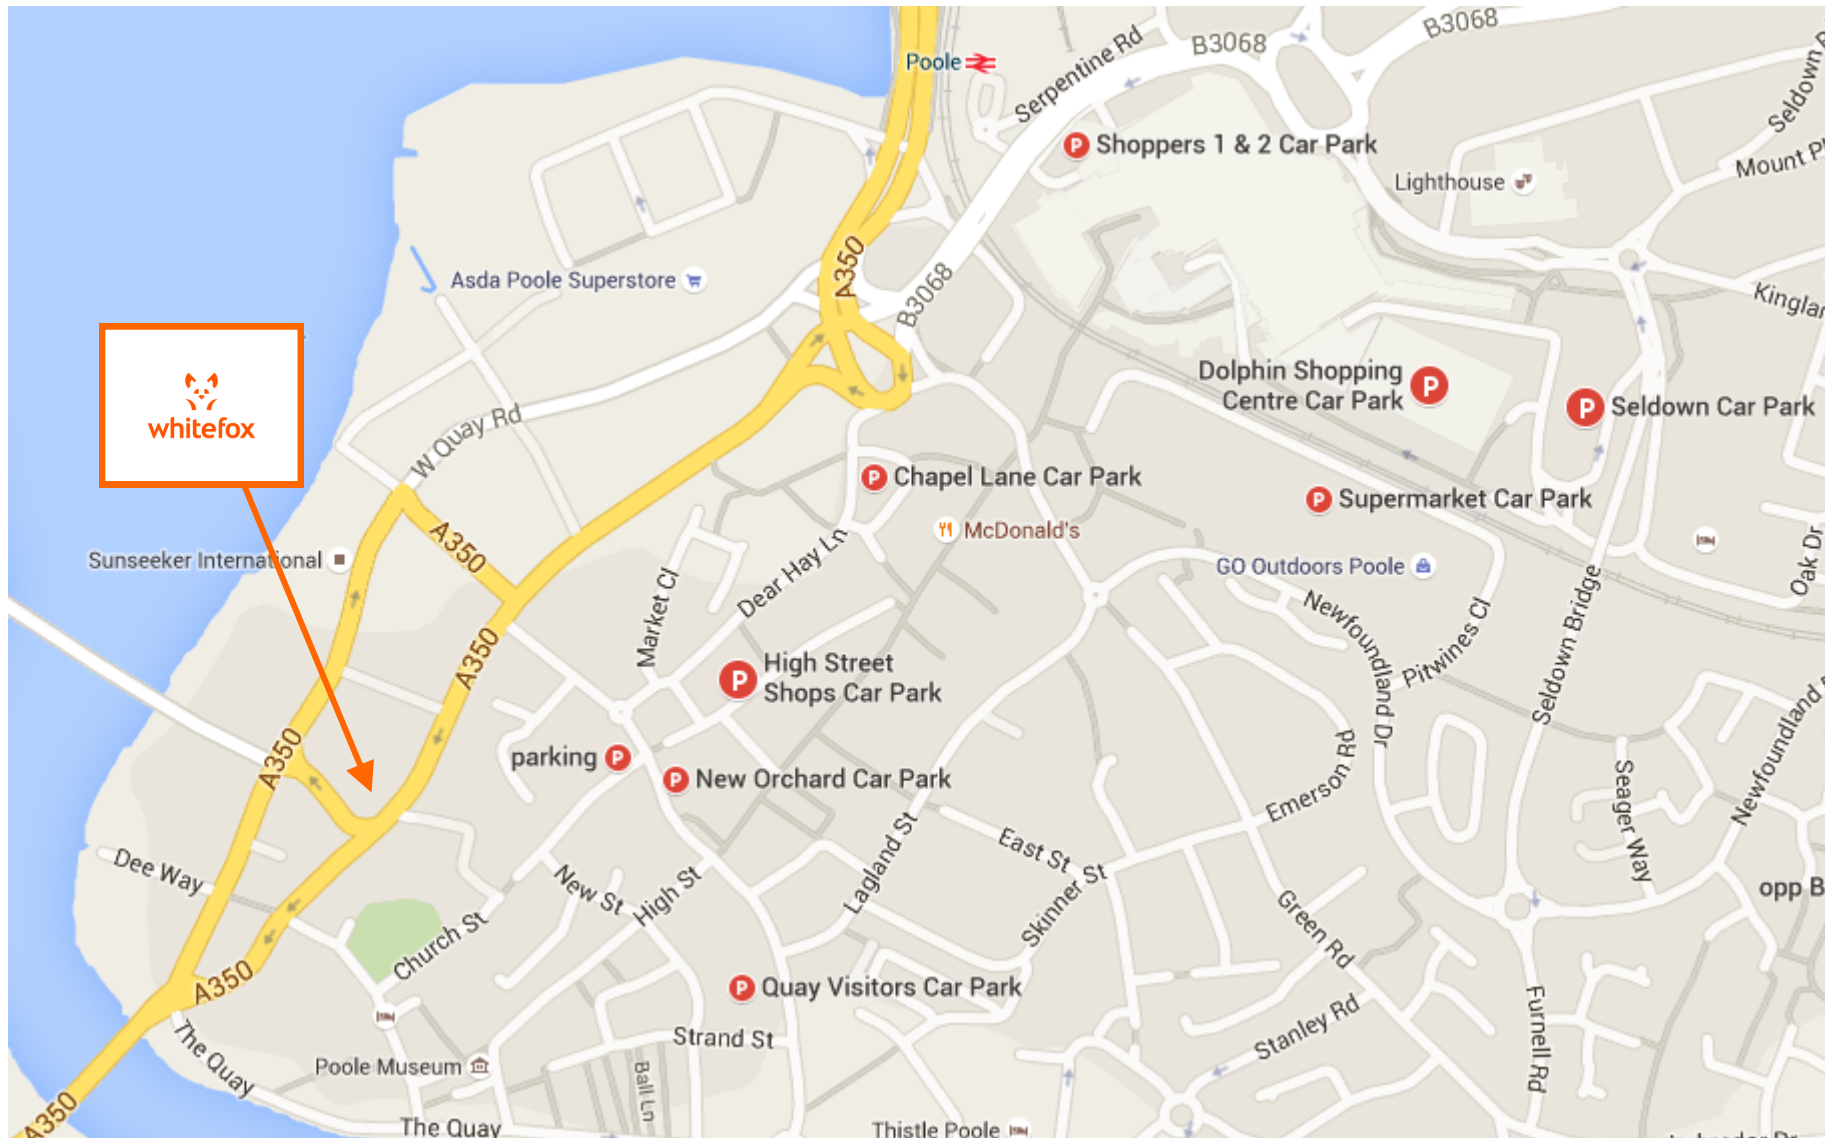 B3068
B3068
Poole
Serpentine Rd
Seldown
Shoppers 1 & 2 Car Park
Mount
Lighthouse
A350
Asda Poole Superstore
B3068
whitefox
Dolphin Shopping
Centre Car Park
Seldown Car Park
W Quay Rd
Chapel Lane Car Park
Supermarket Car Park
A350
McDonald's
Sunseeker International
Dear Hay Ln
GO Outdoors Poole
Oak Dr
Market Cl
Newfoundland Dr
Pitwines Cl
Seldown Bridge
A350
High Street
Shops Car Park
A350
parking
New Orchard Car Park
Emerson Rd
Seager Way
Newfoundland
Dee Way
East St
Lagland St
New St
High St
Skinner St
opp
Church St
Green Rd
A350
Quay Visitors Car Park
The Quay
Strand St
Stanley Rd
Furnell Rd
Poole Museum
Ball Ln
A350
The Quay
Thistle Poole